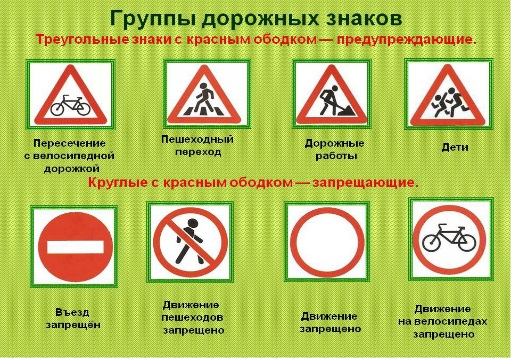 Группы дорожных знаков
Треугольные знаки с красным ободком — предупреждающие.
Пересечение
с велосипедной
дорожкой
Пешеходный
переход
Дорожные
работы
Дети
Круглые с красным ободком — запрещающие.
Въезд
запрещён
Движение
пешеходов
запрещено
Движение
запрещено
Движение
на велосипедах
запрещено